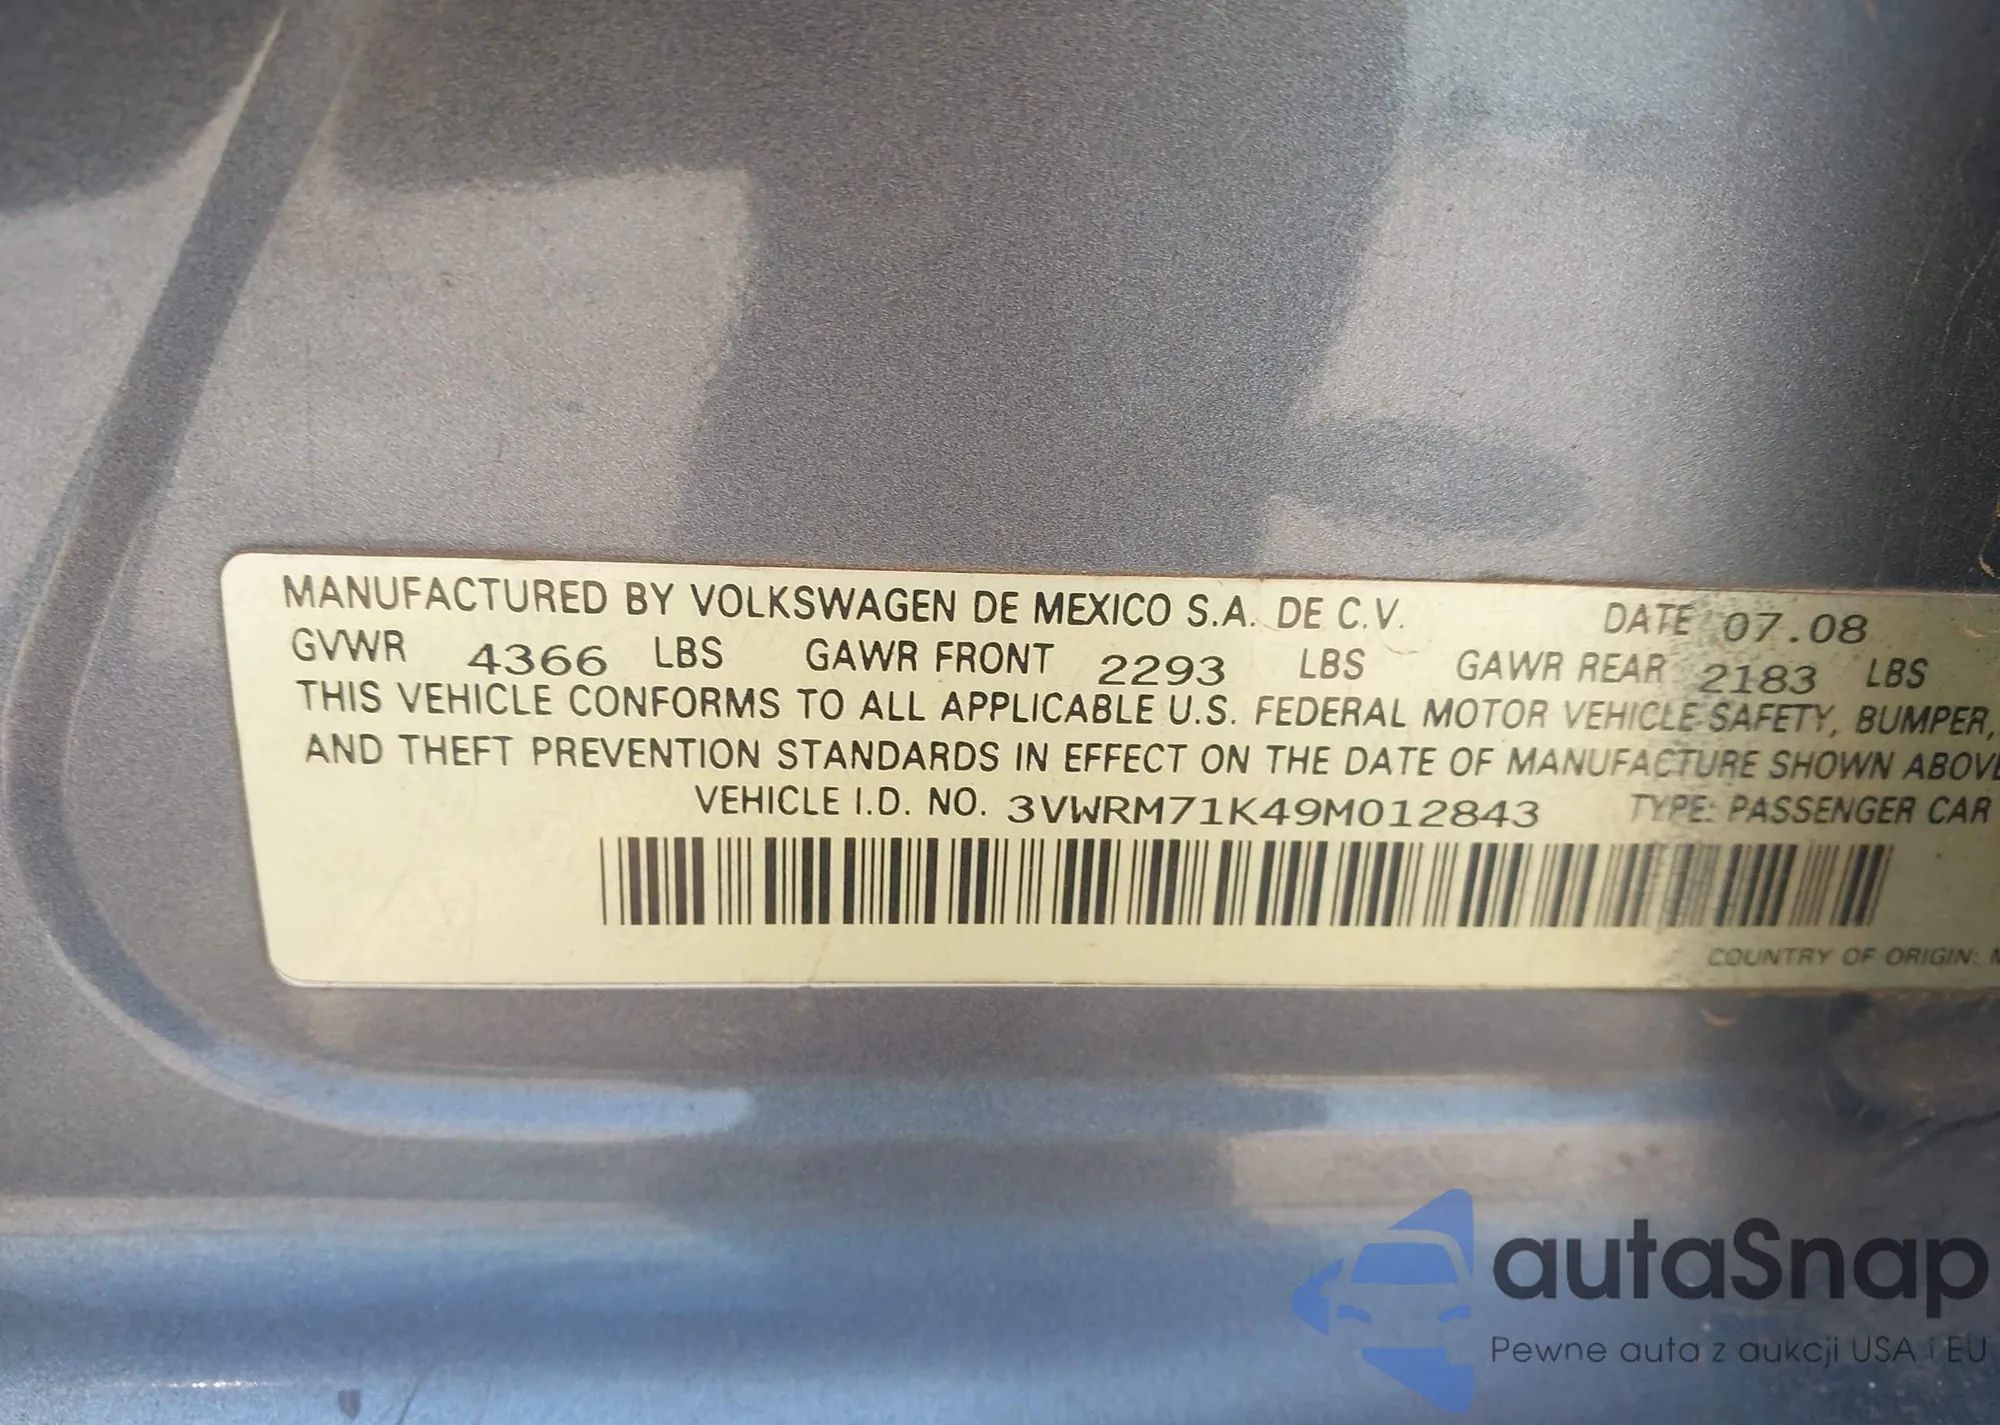 MANUFACTURED BY VOLKSWAGEN DE MEXICO S.A. DE C.V. DATE 07.08
GVWR 4366 LBS GAWR FRONT 2293 LBS GAWR REAR 2183 LBS
THIS VEHICLE CONFORMS TO ALL APPLICABLE U.S. FEDERAL MOTOR VEHICLE SAFETY, BUMPER,
AND THEFT PREVENTION STANDARDS IN EFFECT ON THE DATE OF MANUFACTURE SHOWN ABOVE
VEHICLE I.D. NO. 3VWRM71K49M012843 TYPE: PASSENGER CAR
COUNTRY OF ORIGIN: M
autaSnap
Pewne auta z aukcji USA i EU